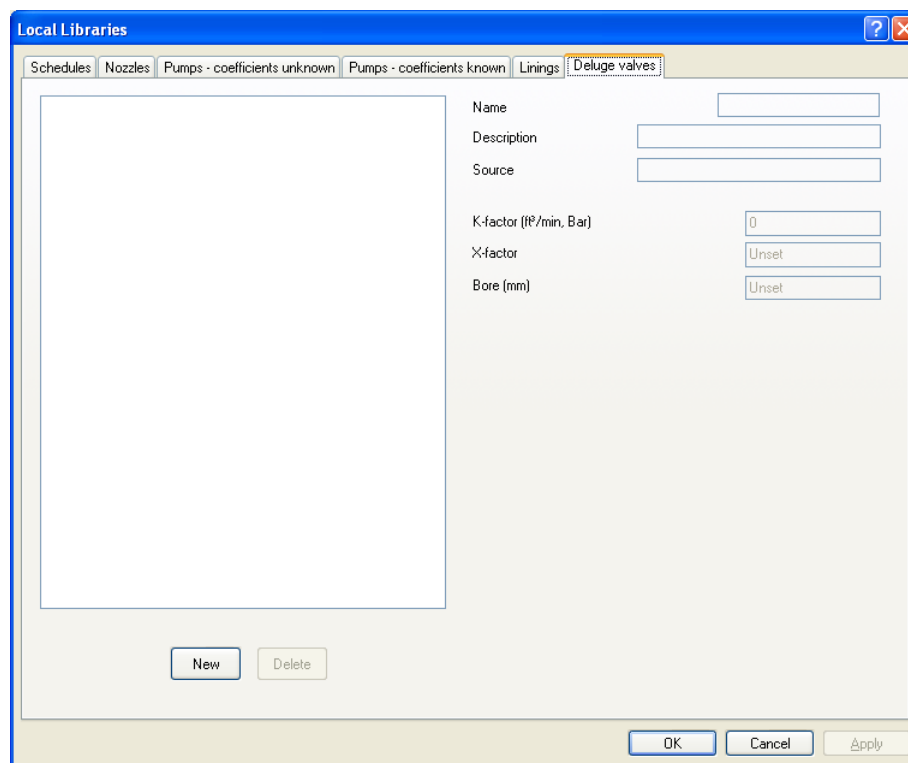 Local Libraries
?
Schedules Nozzles Pumps - coefficients unknown Pumps - coefficients known Linings Deluge valves
Name
Description
Source
K-factor (ft³/min, Bar) 0
X-factor Unset
Bore (mm) Unset
New Delete
OK Cancel Apply